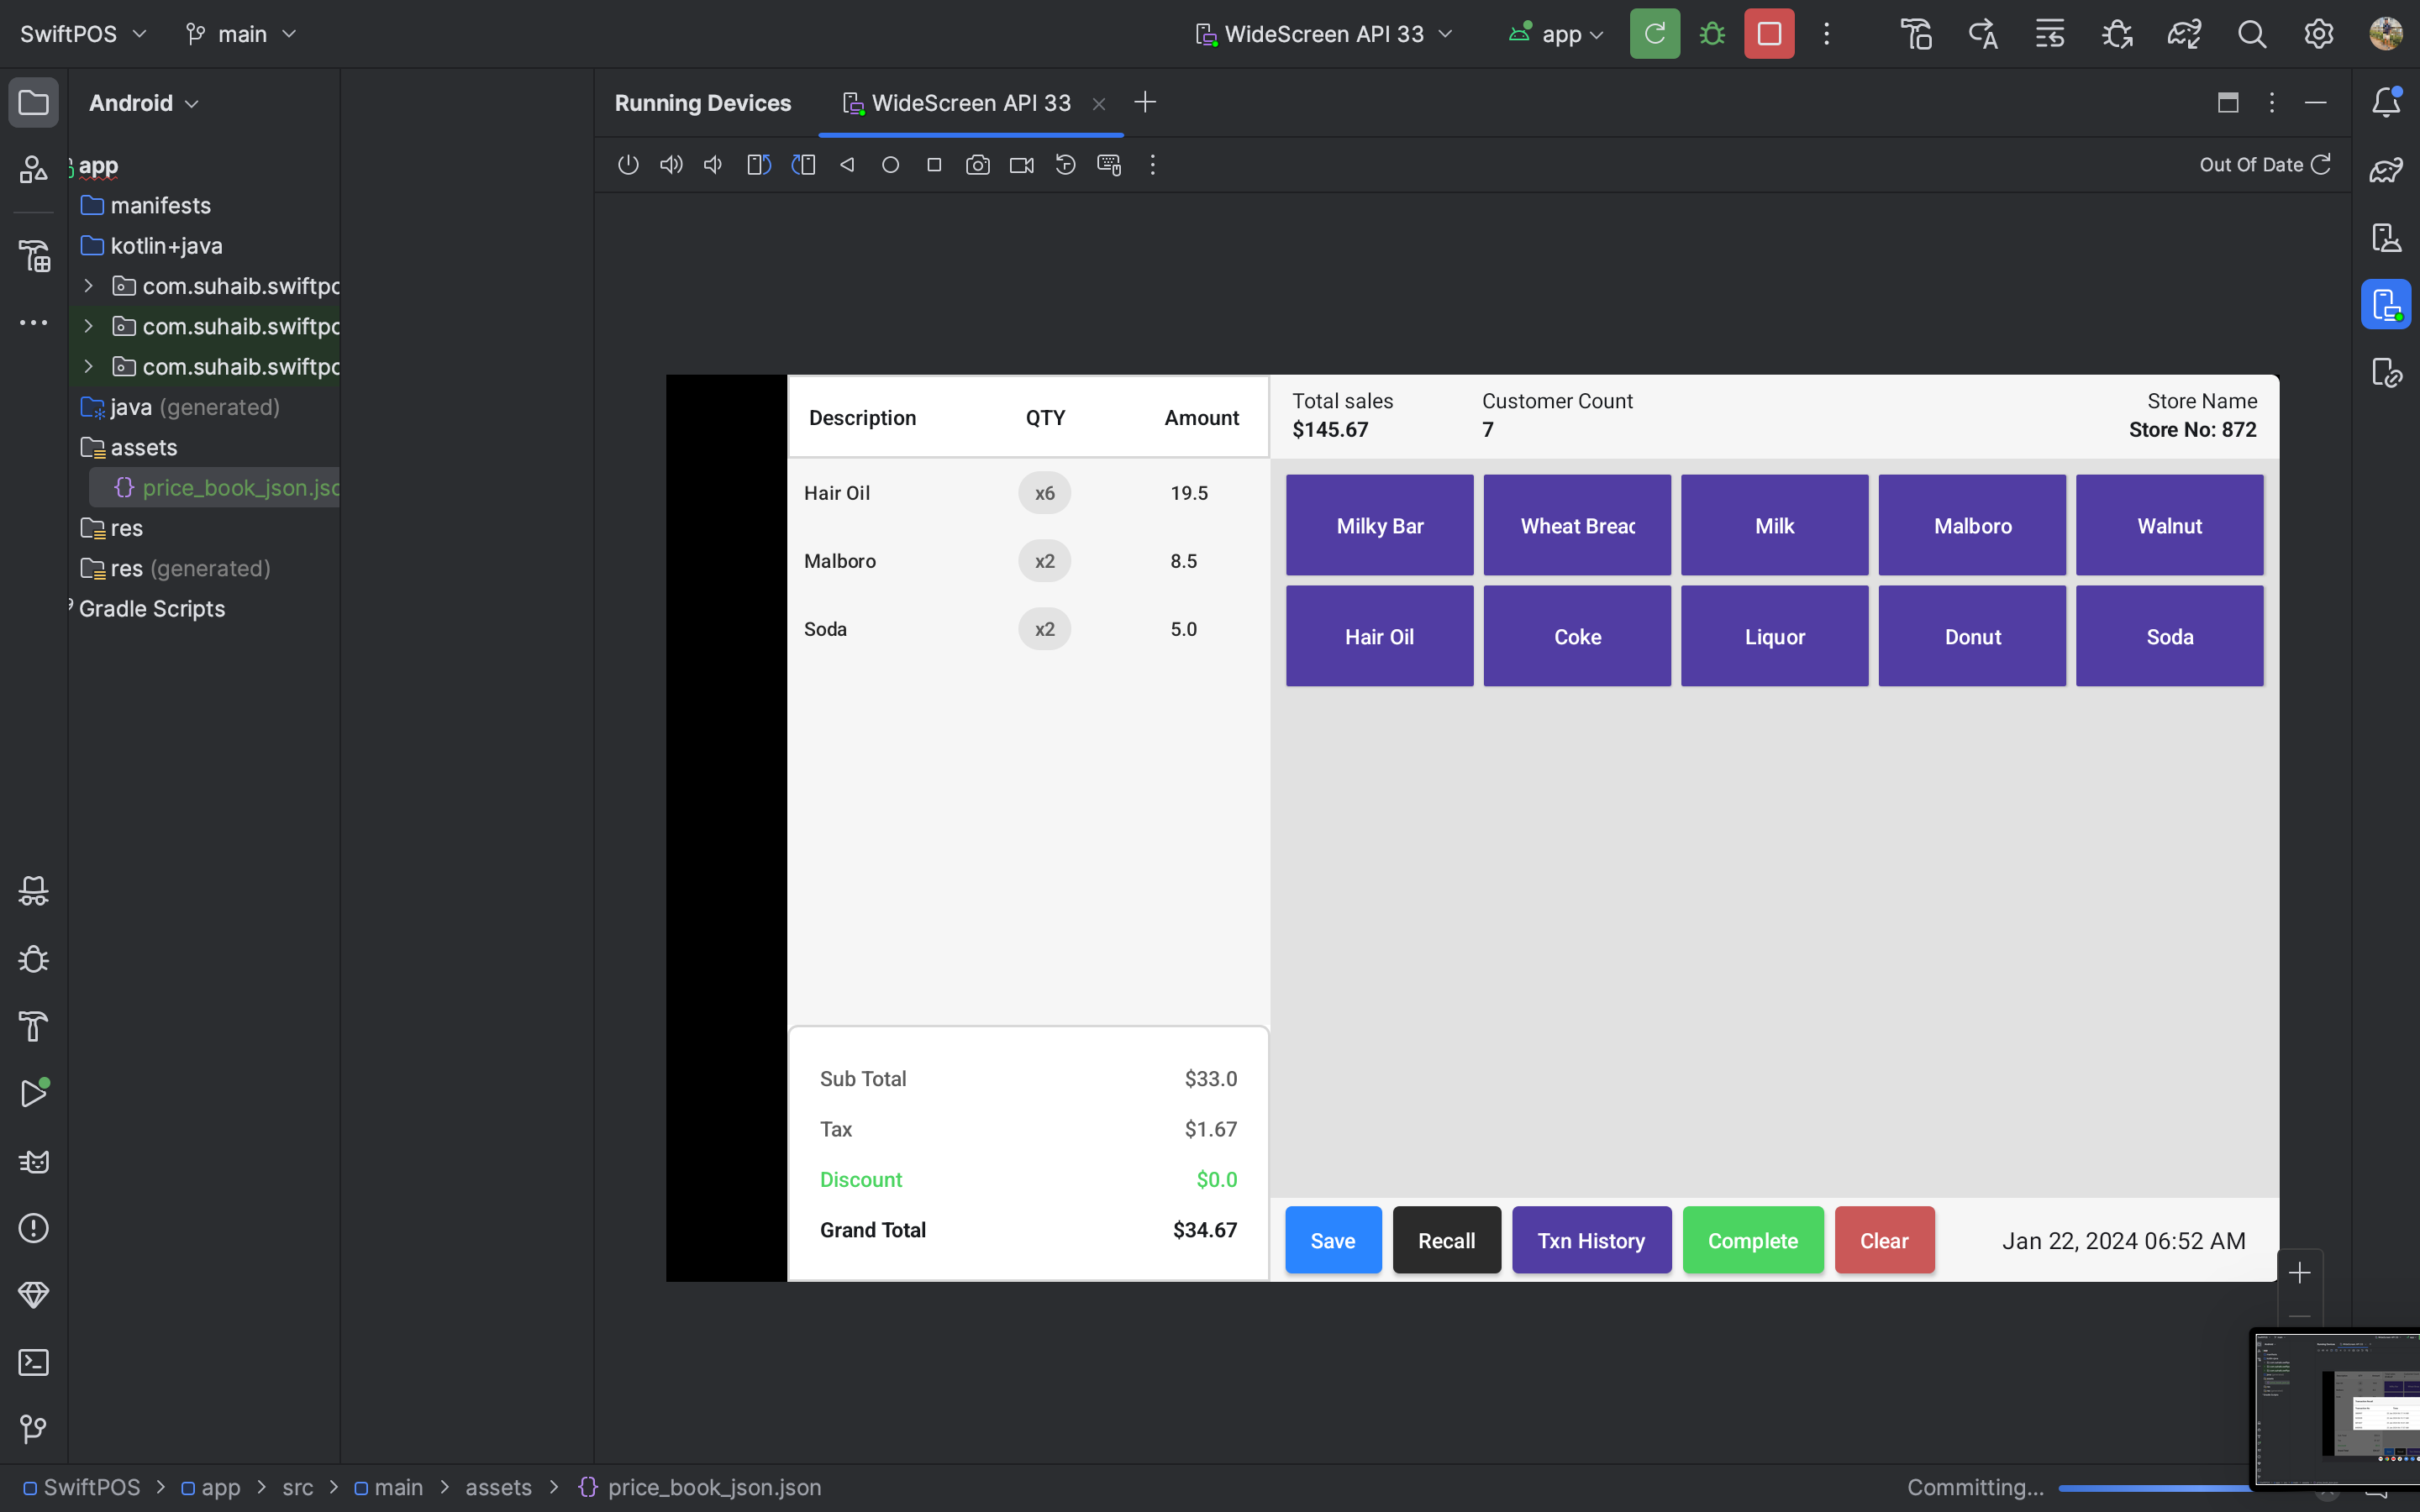 SwiftPOS
main
WideScreen API 33
app
Android
Running Devices
WideScreen API 33
Out Of Date
app
manifests
kotlin+java
com.suhaib.swiftpo
com.suhaib.swiftpo
com.suhaib.swiftpo
java (generated)
assets
{} price_book_json.jso
res
res (generated)
Gradle Scripts
Description QTY Amount
Hair Oil x6 19.5
Malboro x2 8.5
Soda x2 5.0
Sub Total $33.0
Tax $1.67
Discount $0.0
Grand Total $34.67
Total sales
$145.67
Customer Count
7
Store Name
Store No: 872
Milky Bar
Wheat Breac
Milk
Malboro
Walnut
Hair Oil
Coke
Liquor
Donut
Soda
Save
Recall
Txn History
Complete
Clear
Jan 22, 2024 06:52 AM
SwiftPOS > app > src > main > assets > {} price_book_json.json
Committing...